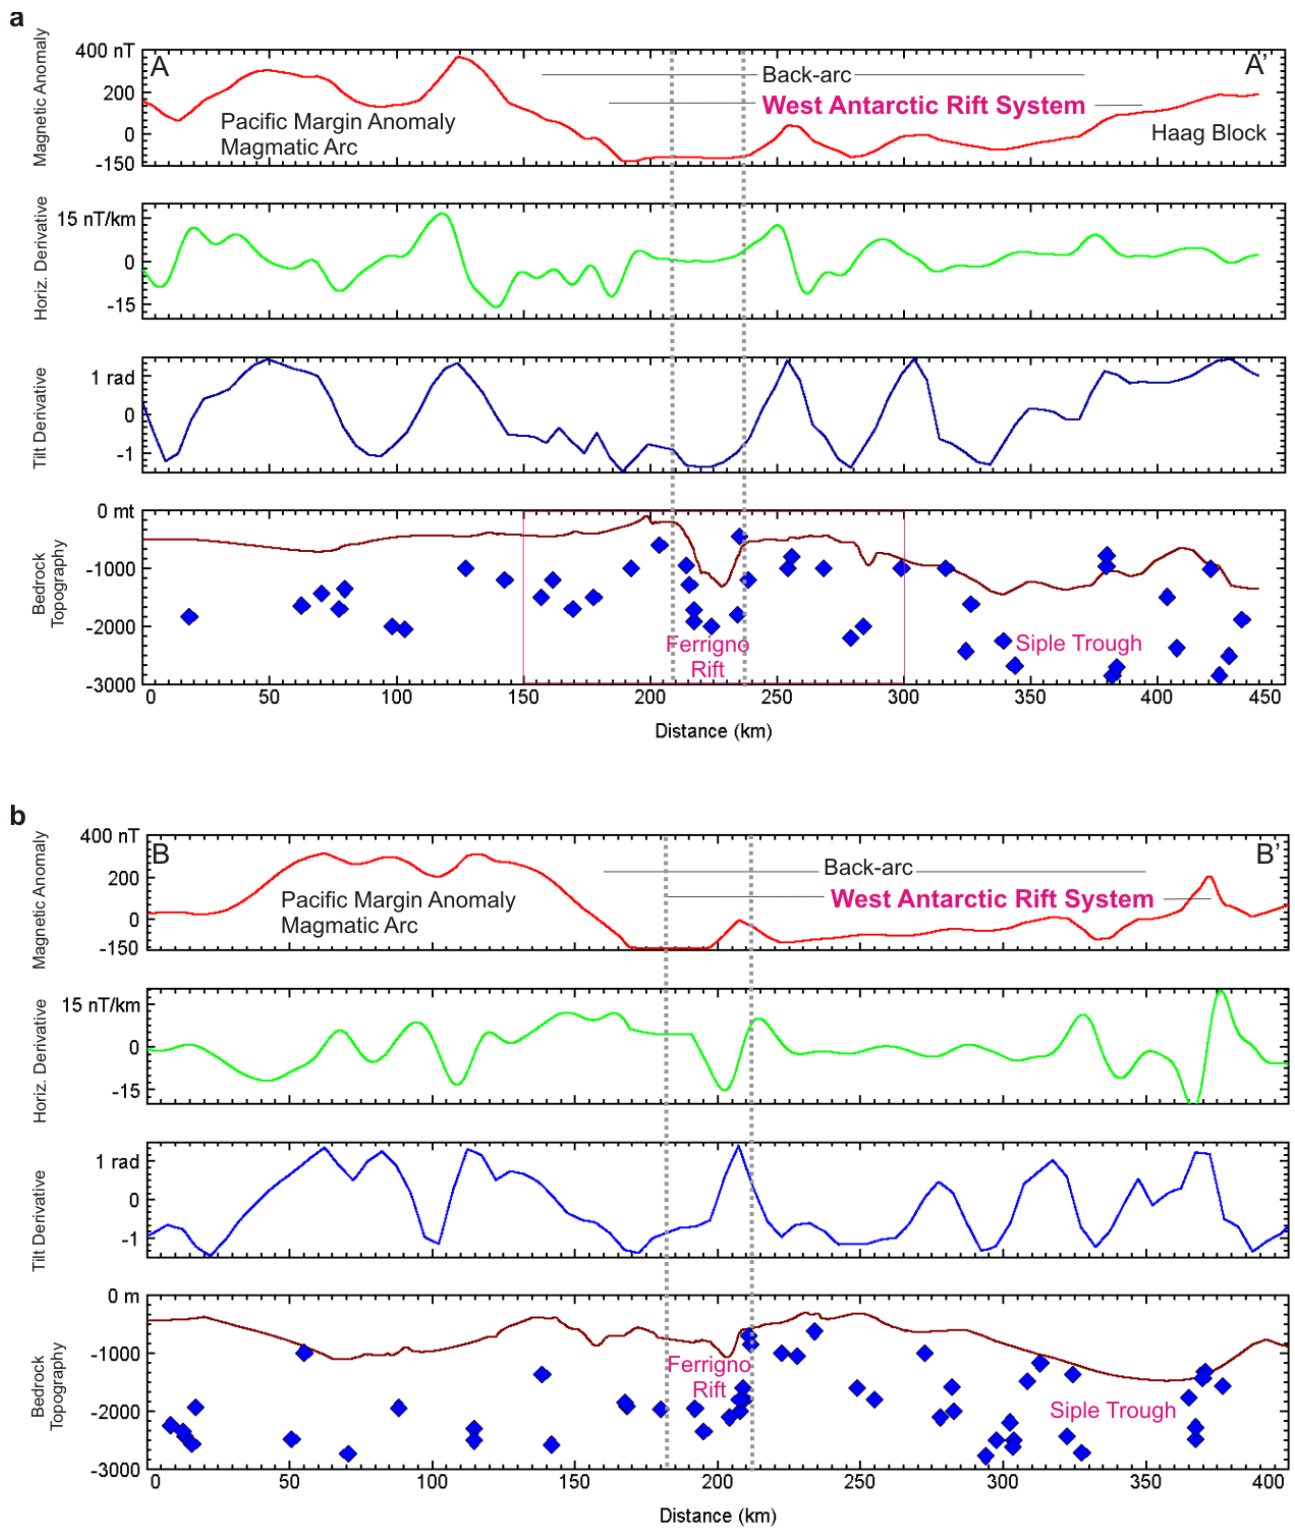 a
Magnetic Anomaly
400 nT
200
0
-150
A
A'
Back-arc
West Antarctic Rift System
Pacific Margin Anomaly
Magmatic Arc
Haag Block
Horiz. Derivative
15 nT/km
0
-15
Tilt Derivative
1 rad
0
-1
Bedrock
Topography
0 mt
-1000
-2000
-3000
Ferrigno
Rift
Siple Trough
0 50 100 150 200 250 300 350 400 450
Distance (km)
b
Magnetic Anomaly
400 nT
200
0
-150
B
B'
Back-arc
West Antarctic Rift System
Pacific Margin Anomaly
Magmatic Arc
Horiz. Derivative
15 nT/km
0
-15
Tilt Derivative
1 rad
0
-1
Bedrock
Topography
0 m
-1000
-2000
-3000
Ferrigno
Rift
Siple Trough
0 50 100 150 200 250 300 350 400
Distance (km)